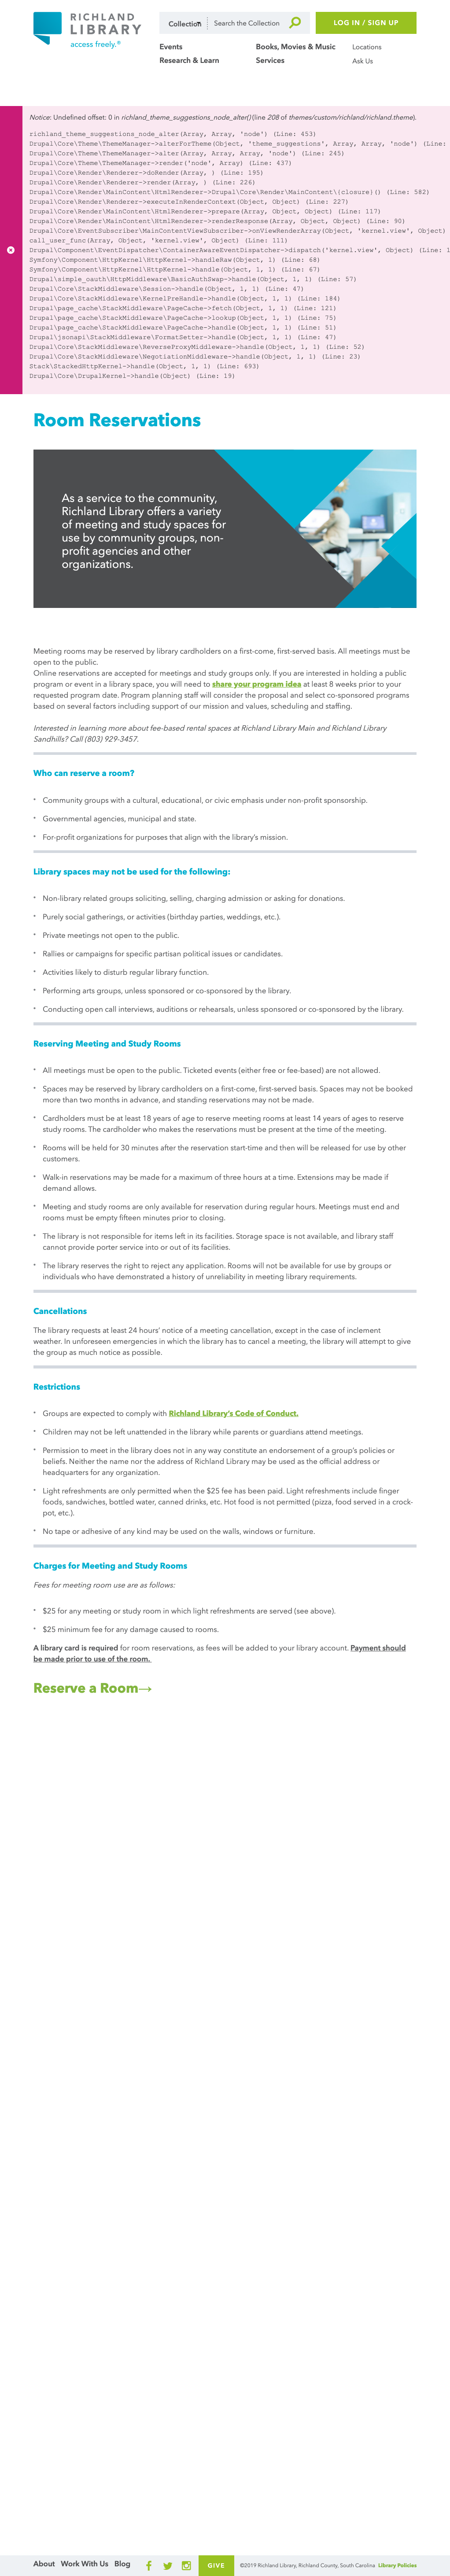 RICHLAND
LIBRARY
access freely.®
Collection
Search the Collection
LOG IN / SIGN UP
Events
Books, Movies & Music
Locations
Research & Learn
Services
Ask Us
Notice: Undefined offset: 0 in richland_theme_suggestions_node_alter() (line 208 of themes/custom/richland/richland.theme).
richland_theme_suggestions_node_alter(Array, Array, 'node') (Line: 453)
Drupal\Core\Theme\ThemeManager->alterForTheme(Object, 'theme_suggestions', Array, Array, 'node') (Line:
Drupal\Core\Theme\ThemeManager->alter(Array, Array, Array, 'node') (Line: 245)
Drupal\Core\Theme\ThemeManager->render('node', Array) (Line: 437)
Drupal\Core\Render\Renderer->doRender(Array, ) (Line: 195)
Drupal\Core\Render\Renderer->render(Array, ) (Line: 226)
Drupal\Core\Render\MainContent\HtmlRenderer->Drupal\Core\Render\MainContent\{closure}() (Line: 582)
Drupal\Core\Render\Renderer->executeInRenderContext(Object, Object) (Line: 227)
Drupal\Core\Render\MainContent\HtmlRenderer->prepare(Array, Object, Object) (Line: 117)
Drupal\Core\Render\MainContent\HtmlRenderer->renderResponse(Array, Object, Object) (Line: 90)
Drupal\Core\EventSubscriber\MainContentViewSubscriber->onViewRenderArray(Object, 'kernel.view', Object)
call_user_func(Array, Object, 'kernel.view', Object) (Line: 111)
Drupal\Component\EventDispatcher\ContainerAwareEventDispatcher->dispatch('kernel.view', Object) (Line: 1
Symfony\Component\HttpKernel\HttpKernel->handleRaw(Object, 1) (Line: 68)
Symfony\Component\HttpKernel\HttpKernel->handle(Object, 1, 1) (Line: 67)
Drupal\simple_oauth\HttpMiddleware\BasicAuthSwap->handle(Object, 1, 1) (Line: 57)
Drupal\Core\StackMiddleware\Session->handle(Object, 1, 1) (Line: 47)
Drupal\Core\StackMiddleware\KernelPreHandle->handle(Object, 1, 1) (Line: 184)
Drupal\page_cache\StackMiddleware\PageCache->fetch(Object, 1, 1) (Line: 121)
Drupal\page_cache\StackMiddleware\PageCache->lookup(Object, 1, 1) (Line: 75)
Drupal\page_cache\StackMiddleware\PageCache->handle(Object, 1, 1) (Line: 51)
Drupal\jsonapi\StackMiddleware\FormatSetter->handle(Object, 1, 1) (Line: 47)
Drupal\Core\StackMiddleware\ReverseProxyMiddleware->handle(Object, 1, 1) (Line: 52)
Drupal\Core\StackMiddleware\NegotiationMiddleware->handle(Object, 1, 1) (Line: 23)
Stack\StackedHttpKernel->handle(Object, 1, 1) (Line: 693)
Drupal\Core\DrupalKernel->handle(Object) (Line: 19)
Room Reservations
As a service to the community,
Richland Library offers a variety
of meeting and study spaces for
use by community groups, non-
profit agencies and other
organizations.
Meeting rooms may be reserved by library cardholders on a first-come, first-served basis. All meetings must be
open to the public.
Online reservations are accepted for meetings and study groups only. If you are interested in holding a public
program or event in a library space, you will need to share your program idea at least 8 weeks prior to your
requested program date. Program planning staff will consider the proposal and select co-sponsored programs
based on several factors including support of our mission and values, scheduling and staffing.
Interested in learning more about fee-based rental spaces at Richland Library Main and Richland Library
Sandhills? Call (803) 929-3457.
Who can reserve a room?
• Community groups with a cultural, educational, or civic emphasis under non-profit sponsorship.
• Governmental agencies, municipal and state.
• For-profit organizations for purposes that align with the library's mission.
Library spaces may not be used for the following:
• Non-library related groups soliciting, selling, charging admission or asking for donations.
• Purely social gatherings, or activities (birthday parties, weddings, etc.).
• Private meetings not open to the public.
• Rallies or campaigns for specific partisan political issues or candidates.
• Activities likely to disturb regular library function.
• Performing arts groups, unless sponsored or co-sponsored by the library.
• Conducting open call interviews, auditions or rehearsals, unless sponsored or co-sponsored by the library.
Reserving Meeting and Study Rooms
• All meetings must be open to the public. Ticketed events (either free or fee-based) are not allowed.
• Spaces may be reserved by library cardholders on a first-come, first-served basis. Spaces may not be booked
more than two months in advance, and standing reservations may not be made.
• Cardholders must be at least 18 years of age to reserve meeting rooms at least 14 years of ages to reserve
study rooms. The cardholder who makes the reservations must be present at the time of the meeting.
• Rooms will be held for 30 minutes after the reservation start-time and then will be released for use by other
customers.
• Walk-in reservations may be made for a maximum of three hours at a time. Extensions may be made if
demand allows.
• Meeting and study rooms are only available for reservation during regular hours. Meetings must end and
rooms must be empty fifteen minutes prior to closing.
• The library is not responsible for items left in its facilities. Storage space is not available, and library staff
cannot provide porter service into or out of its facilities.
• The library reserves the right to reject any application. Rooms will not be available for use by groups or
individuals who have demonstrated a history of unreliability in meeting library requirements.
Cancellations
The library requests at least 24 hours' notice of a meeting cancellation, except in the case of inclement
weather. In unforeseen emergencies in which the library has to cancel a meeting, the library will attempt to give
the group as much notice as possible.
Restrictions
• Groups are expected to comply with Richland Library's Code of Conduct.
• Children may not be left unattended in the library while parents or guardians attend meetings.
• Permission to meet in the library does not in any way constitute an endorsement of a group's policies or
beliefs. Neither the name nor the address of Richland Library may be used as the official address or
headquarters for any organization.
• Light refreshments are only permitted when the $25 fee has been paid. Light refreshments include finger
foods, sandwiches, bottled water, canned drinks, etc. Hot food is not permitted (pizza, food served in a crock-
pot, etc.).
• No tape or adhesive of any kind may be used on the walls, windows or furniture.
Charges for Meeting and Study Rooms
Fees for meeting room use are as follows:
• $25 for any meeting or study room in which light refreshments are served (see above).
• $25 minimum fee for any damage caused to rooms.
A library card is required for room reservations, as fees will be added to your library account. Payment should
be made prior to use of the room.
Reserve a Room→
About Work With Us Blog
GIVE
©2019 Richland Library, Richland County, South Carolina Library Policies